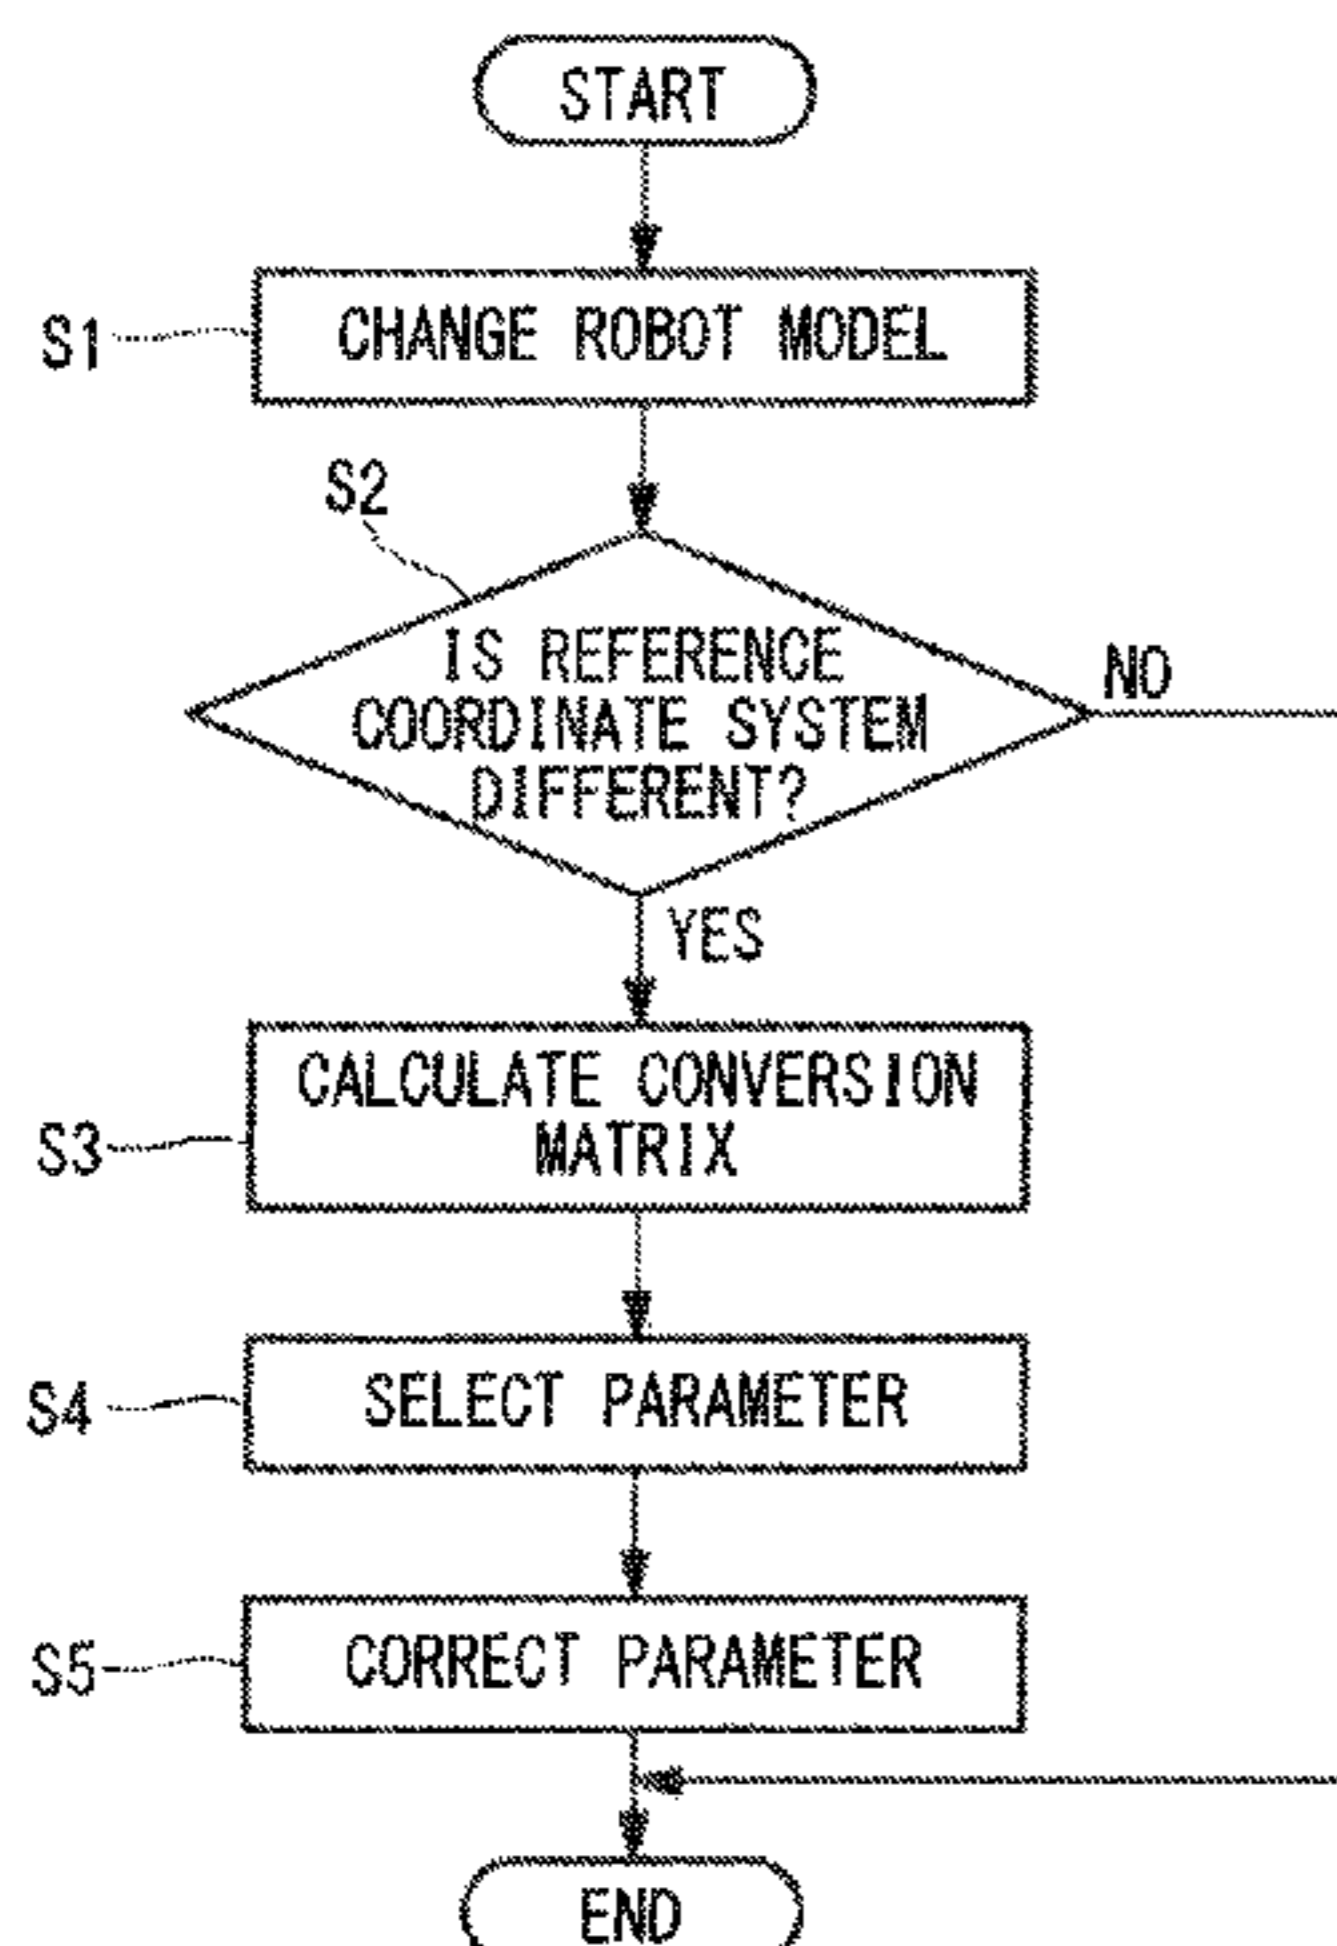 START
S1
CHANGE ROBOT MODEL
S2
IS REFERENCE
COORDINATE SYSTEM
DIFFERENT?
NO
YES
S3
CALCULATE CONVERSION
MATRIX
S4
SELECT PARAMETER
S5
CORRECT PARAMETER
END